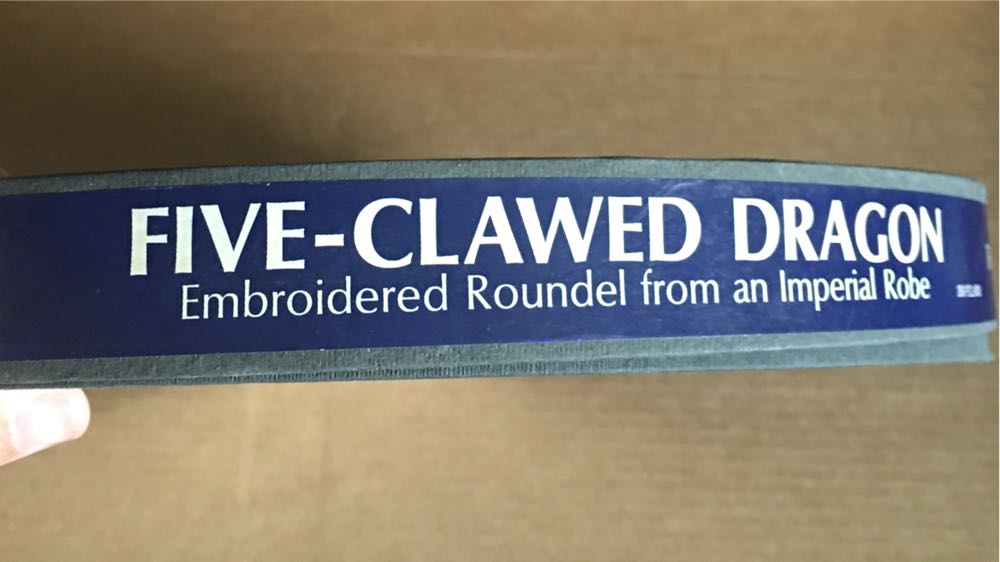 FIVE-CLAWED DRAGON
Embroidered Roundel from an Imperial Robe